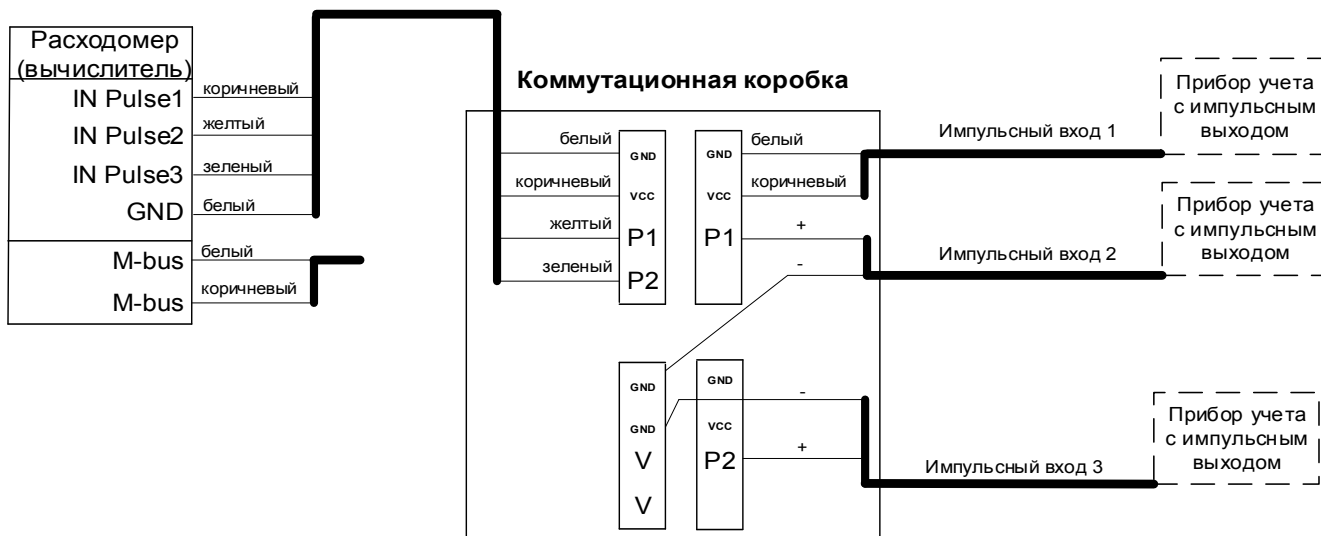 Расходомер
(вычислитель)
IN Pulse1
коричневый
IN Pulse2
желтый
IN Pulse3
зеленый
GND
белый
M-bus
белый
M-bus
коричневый
Коммутационная коробка
белый
GND
коричневый
VCC
желтый
P1
зеленый
P2
GND
белый
VCC
коричневый
P1
+
-
GND
GND
V
V
GND
-
VCC
P2
+
Импульсный вход 1
Прибор учета
с импульсным
выходом
Импульсный вход 2
Прибор учета
с импульсным
выходом
Импульсный вход 3
Прибор учета
с импульсным
выходом